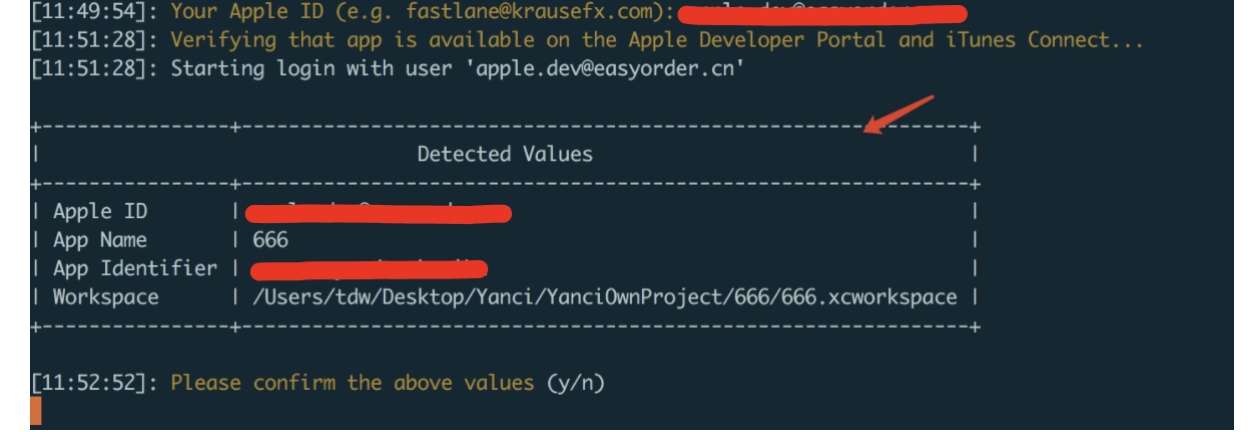 [11:49:54]: Your Apple ID (e.g. fastlane@krausefx.com):
[11:51:28]: Verifying that app is available on the Apple Developer Portal and iTunes Connect...
[11:51:28]: Starting login with user 'apple.dev@easyorder.cn'
Detected Values
Apple ID
App Name | 666
App Identifier
Workspace | /Users/tdw/Desktop/Yanci/YanciOwnProject/666/666.xcworkspace
[11:52:52]: Please confirm the above values (y/n)